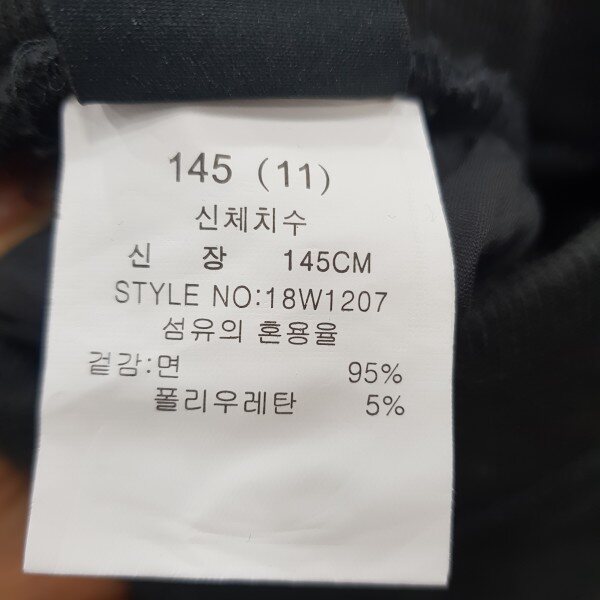 145 (11)
신체치수
신 장 145CM
STYLE NO:18W1207
섬유의 혼용율
겉감:면 95%
폴리우레탄 5%